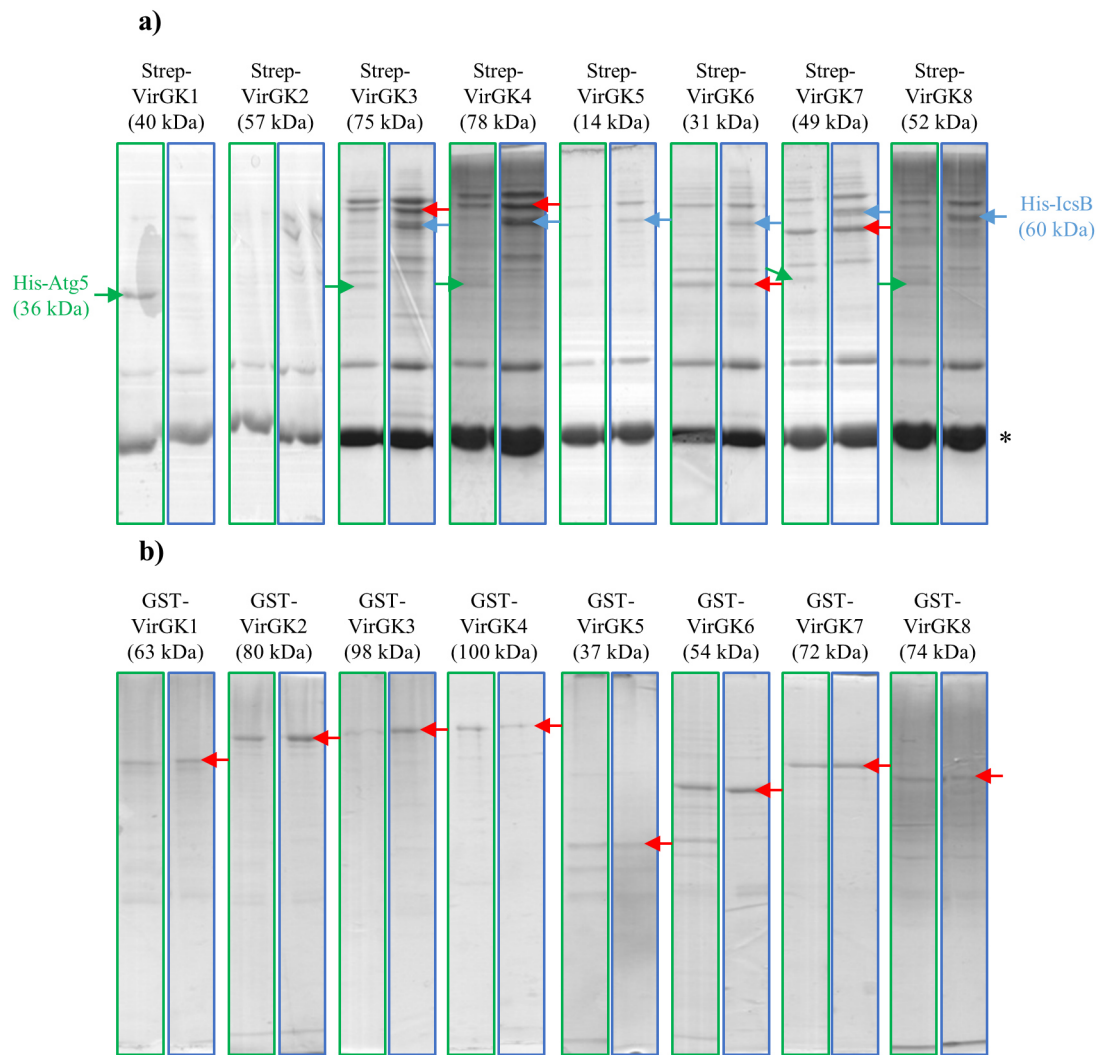 a)
Strep-
VirGK1
(40 kDa)
Strep-
VirGK2
(57 kDa)
Strep-
VirGK3
(75 kDa)
Strep-
VirGK4
(78 kDa)
Strep-
VirGK5
(14 kDa)
Strep-
VirGK6
(31 kDa)
Strep-
VirGK7
(49 kDa)
Strep-
VirGK8
(52 kDa)
His-IcsB
(60 kDa)
His-Atg5
(36 kDa)
*
b)
GST-
VirGK1
(63 kDa)
GST-
VirGK2
(80 kDa)
GST-
VirGK3
(98 kDa)
GST-
VirGK4
(100 kDa)
GST-
VirGK5
(37 kDa)
GST-
VirGK6
(54 kDa)
GST-
VirGK7
(72 kDa)
GST-
VirGK8
(74 kDa)